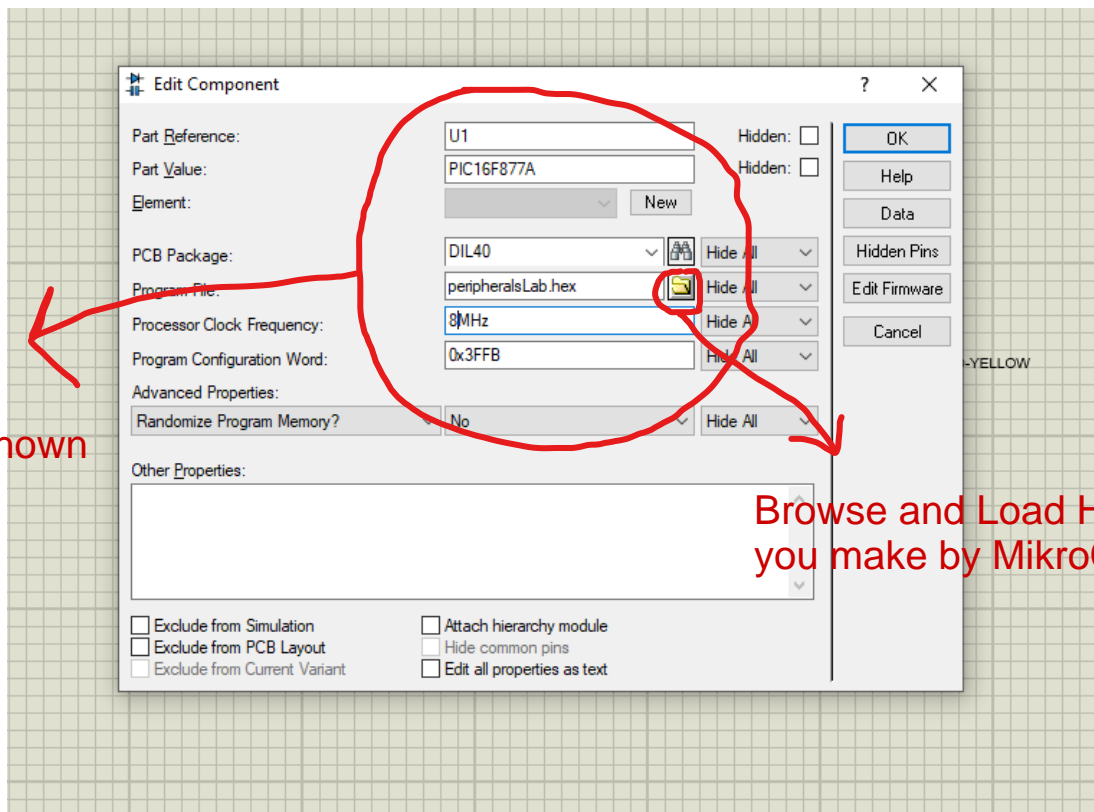 Edit Component
? ×
Part Reference: U1 Hidden:
Part Value: PIC16F877A Hidden:
Element: New
PCB Package: DIL40 Hide All
Program File: peripheralsLab.hex Hide All
Processor Clock Frequency: 8MHz Hide All
Program Configuration Word: 0x3FFB Hide All
Advanced Properties:
Randomize Program Memory? No Hide All
Other Properties:
Exclude from Simulation Attach hierarchy module
Exclude from PCB Layout Hide common pins
Exclude from Current Variant Edit all properties as text
OK
Help
Data
Hidden Pins
Edit Firmware
Cancel
-YELLOW
hown
Browse and Load H
you make by Mikro